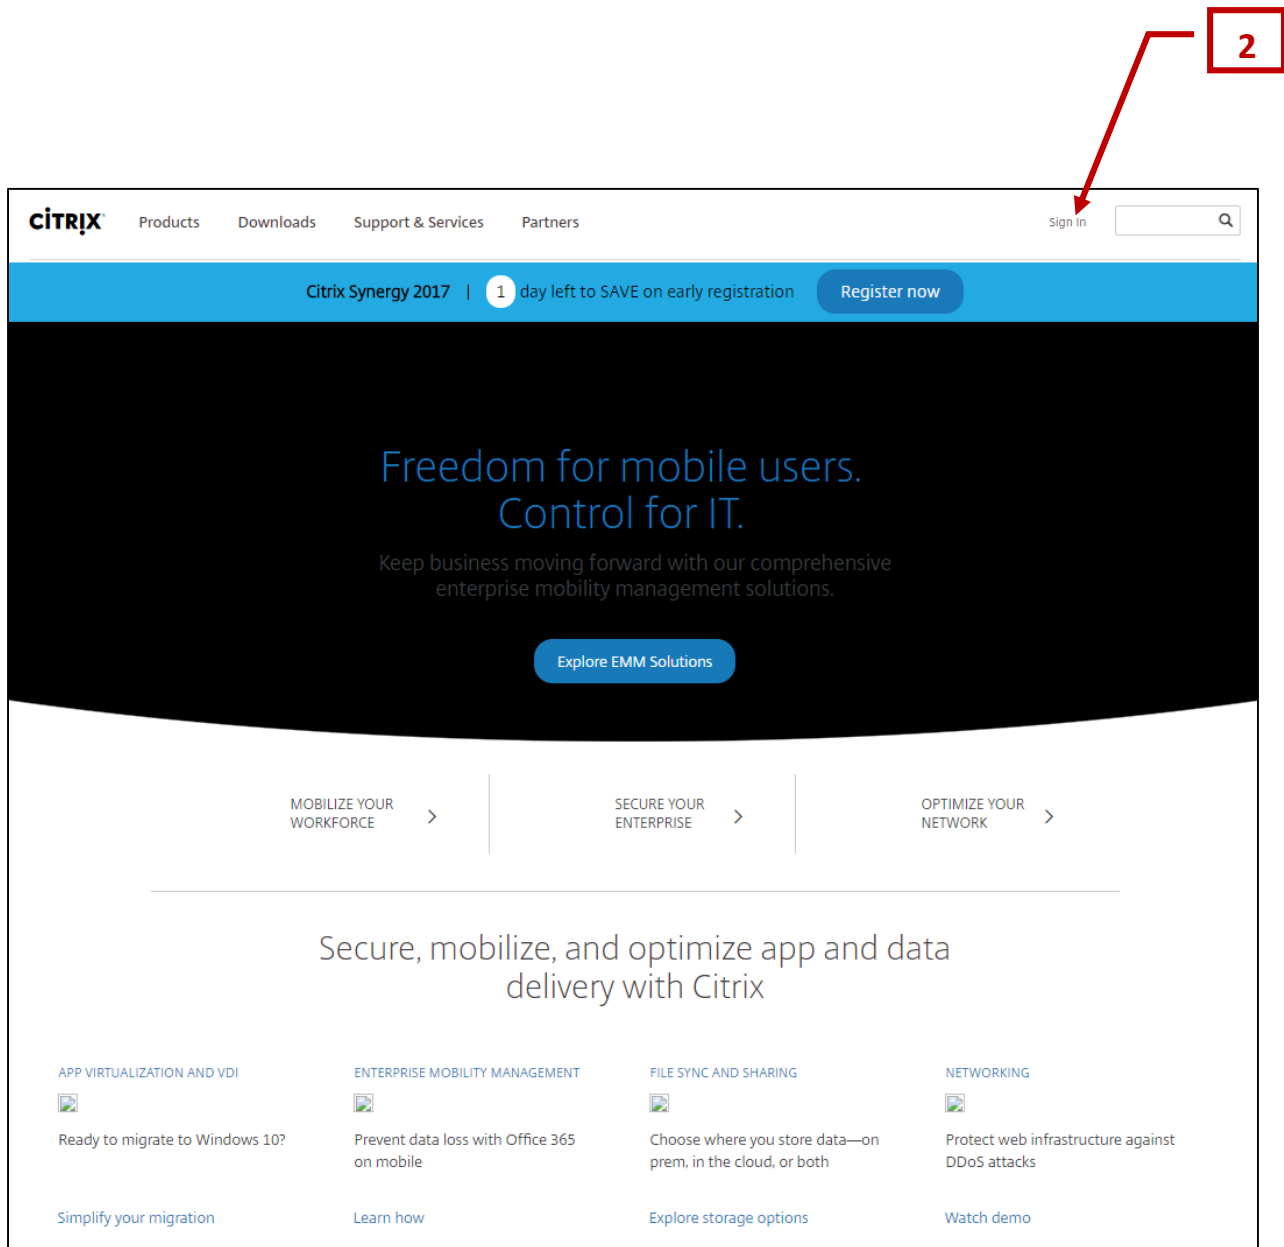 2
CİTRIX Products Downloads Support & Services Partners Sign In
Citrix Synergy 2017 | 1 day left to SAVE on early registration Register now
Freedom for mobile users.
Control for IT.
Keep business moving forward with our comprehensive
enterprise mobility management solutions.
Explore EMM Solutions
MOBILIZE YOUR
WORKFORCE
SECURE YOUR
ENTERPRISE
OPTIMIZE YOUR
NETWORK
Secure, mobilize, and optimize app and data
delivery with Citrix
APP VIRTUALIZATION AND VDI
Ready to migrate to Windows 10?
Simplify your migration
ENTERPRISE MOBILITY MANAGEMENT
Prevent data loss with Office 365
on mobile
Learn how
FILE SYNC AND SHARING
Choose where you store data—on
prem, in the cloud, or both
Explore storage options
NETWORKING
Protect web infrastructure against
DDoS attacks
Watch demo